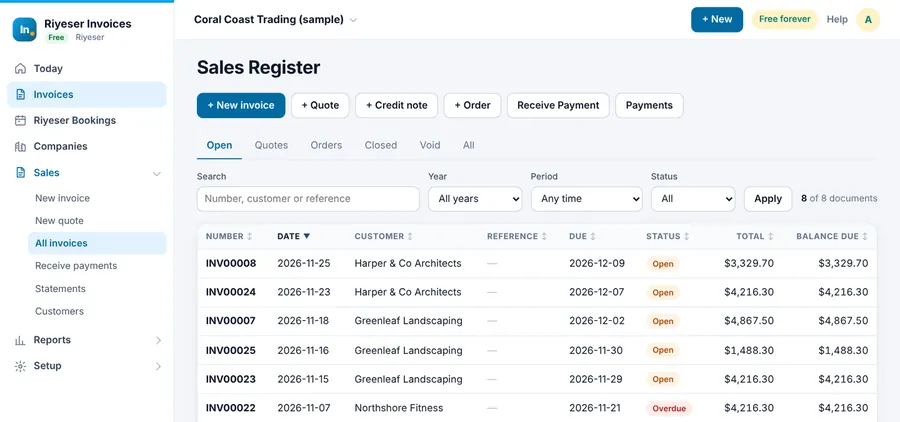 In
Riyeser Invoices
Free Riyeser
Today
Invoices
Riyeser Bookings
Companies
Sales
New invoice
New quote
All invoices
Receive payments
Statements
Customers
Reports
Setup
Coral Coast Trading (sample)
+ New Free forever Help A
Sales Register
+ New invoice + Quote + Credit note + Order Receive Payment Payments
Open Quotes Orders Closed Void All
Search Year Period Status
Number, customer or reference All years Any time All Apply 8 of 8 documents
NUMBER DATE CUSTOMER REFERENCE DUE STATUS TOTAL BALANCE DUE
INV00008 2026-11-25 Harper & Co Architects — 2026-12-09 Open $3,329.70 $3,329.70
INV00024 2026-11-23 Harper & Co Architects — 2026-12-07 Open $4,216.30 $4,216.30
INV00007 2026-11-18 Greenleaf Landscaping — 2026-12-02 Open $4,867.50 $4,867.50
INV00025 2026-11-16 Greenleaf Landscaping — 2026-11-30 Open $1,488.30 $1,488.30
INV00023 2026-11-15 Greenleaf Landscaping — 2026-11-29 Open $4,216.30 $4,216.30
INV00022 2026-11-07 Northshore Fitness — 2026-11-21 Overdue $4,216.30 $4,216.30